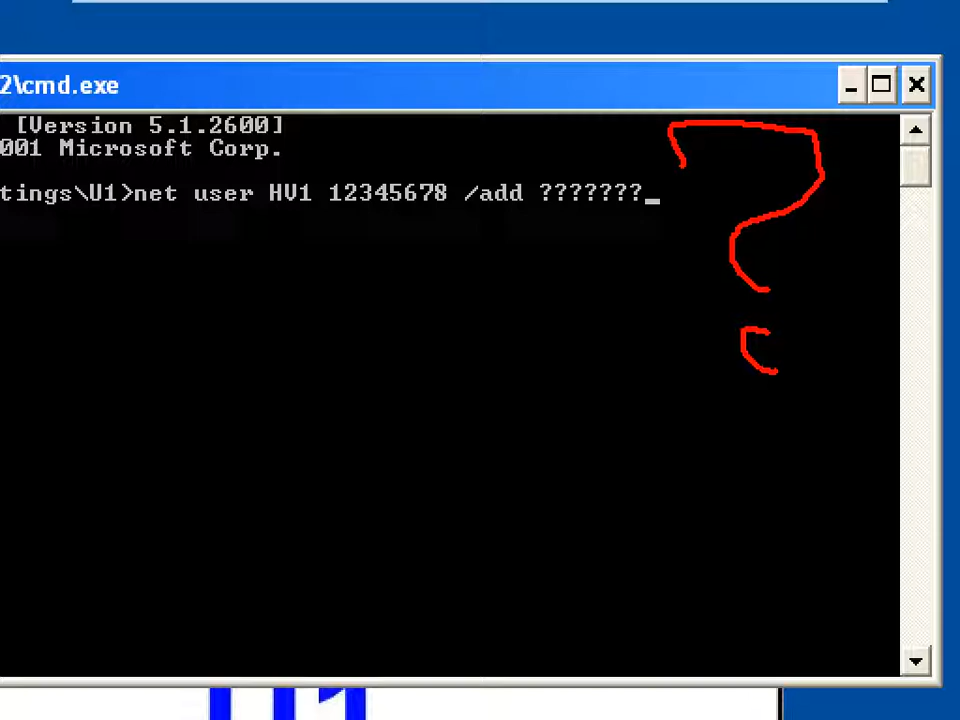 2\cmd.exe
[Version 5.1.2600]
001 Microsoft Corp.
tings\U1>net user HV1 12345678 /add ???????_
?